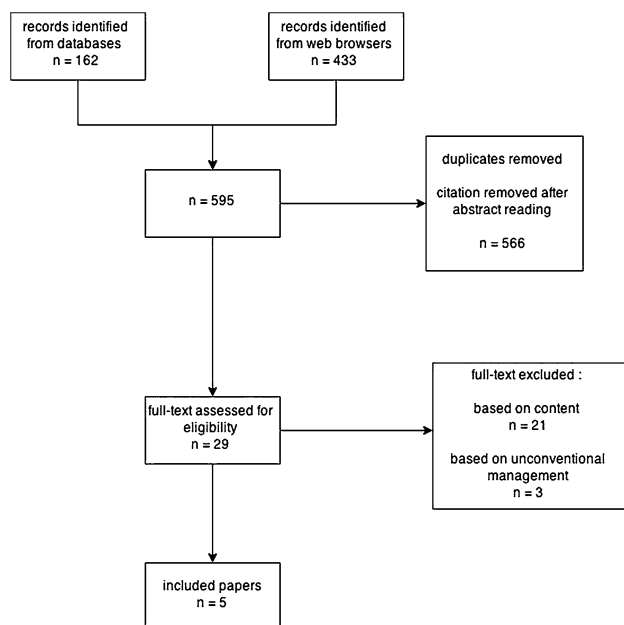 records identified
from databases
n = 162
records identified
from web browsers
n = 433
n = 595
duplicates removed
citation removed after
abstract reading
n = 566
full-text assessed for
eligibility
n = 29
full-text excluded :
based on content
n = 21
based on unconventional
management
n = 3
included papers
n = 5